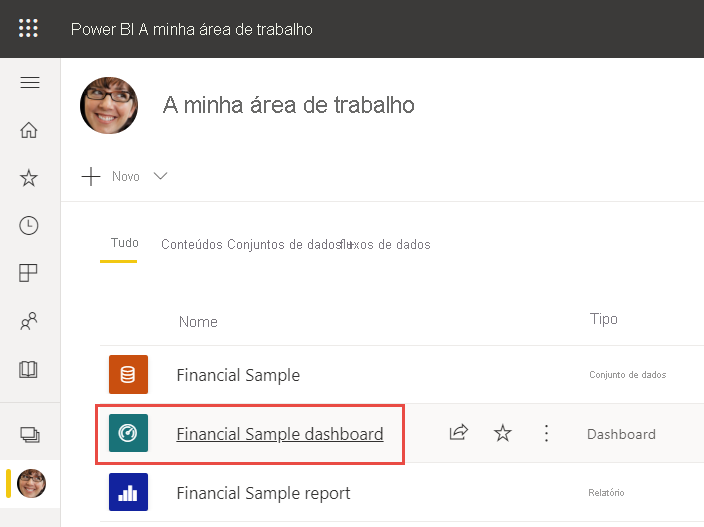 Power BI A minha área de trabalho
A minha área de trabalho
Novo
Tudo Conteúdos Conjuntos de dados + de dados
Nome Tipo
Financial Sample Conjunto de dados
Financial Sample dashboard Dashboard
Financial Sample report Relatório